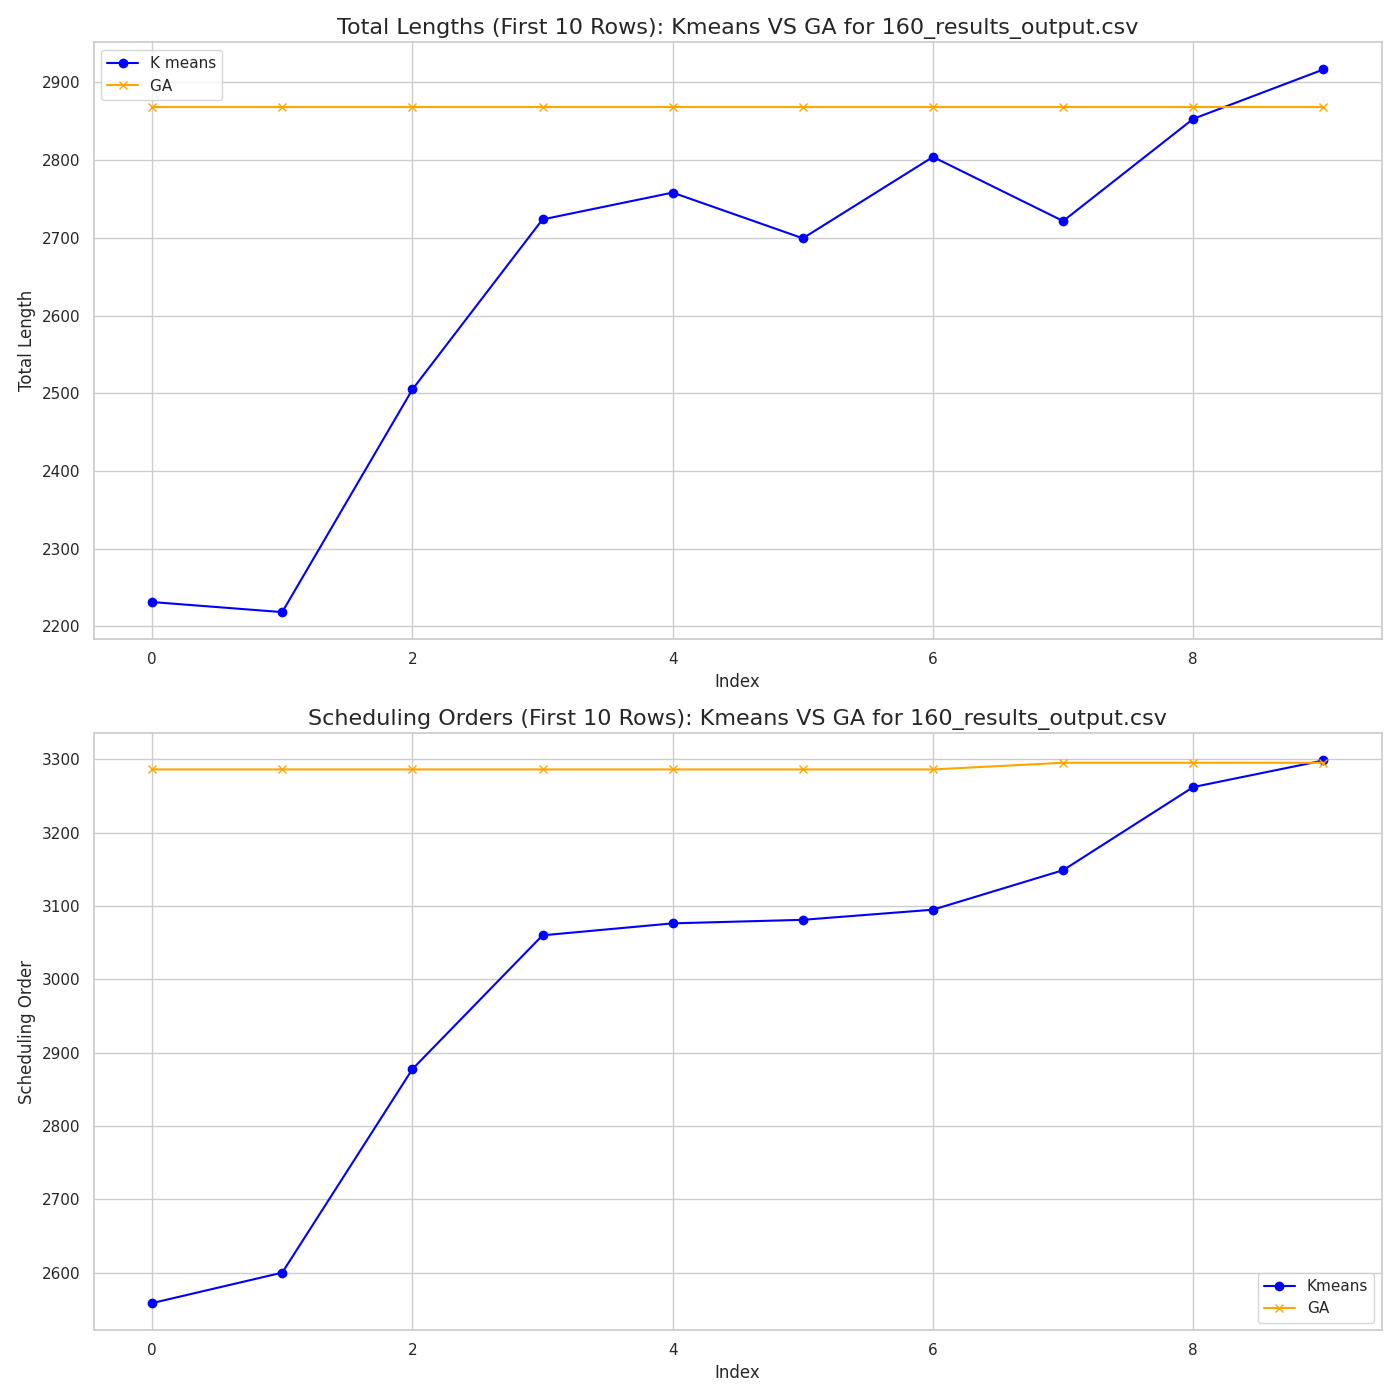 Total Lengths (First 10 Rows): Kmeans VS GA for 160_results_output.csv
K means
GA
2900
2800
2700
2600
2500
2400
2300
2200
Total Length
0 2 4 6 8
Index
Scheduling Orders (First 10 Rows): Kmeans VS GA for 160_results_output.csv
3300
3200
3100
3000
2900
2800
2700
2600
Scheduling Order
Kmeans
GA
0 2 4 6 8
Index